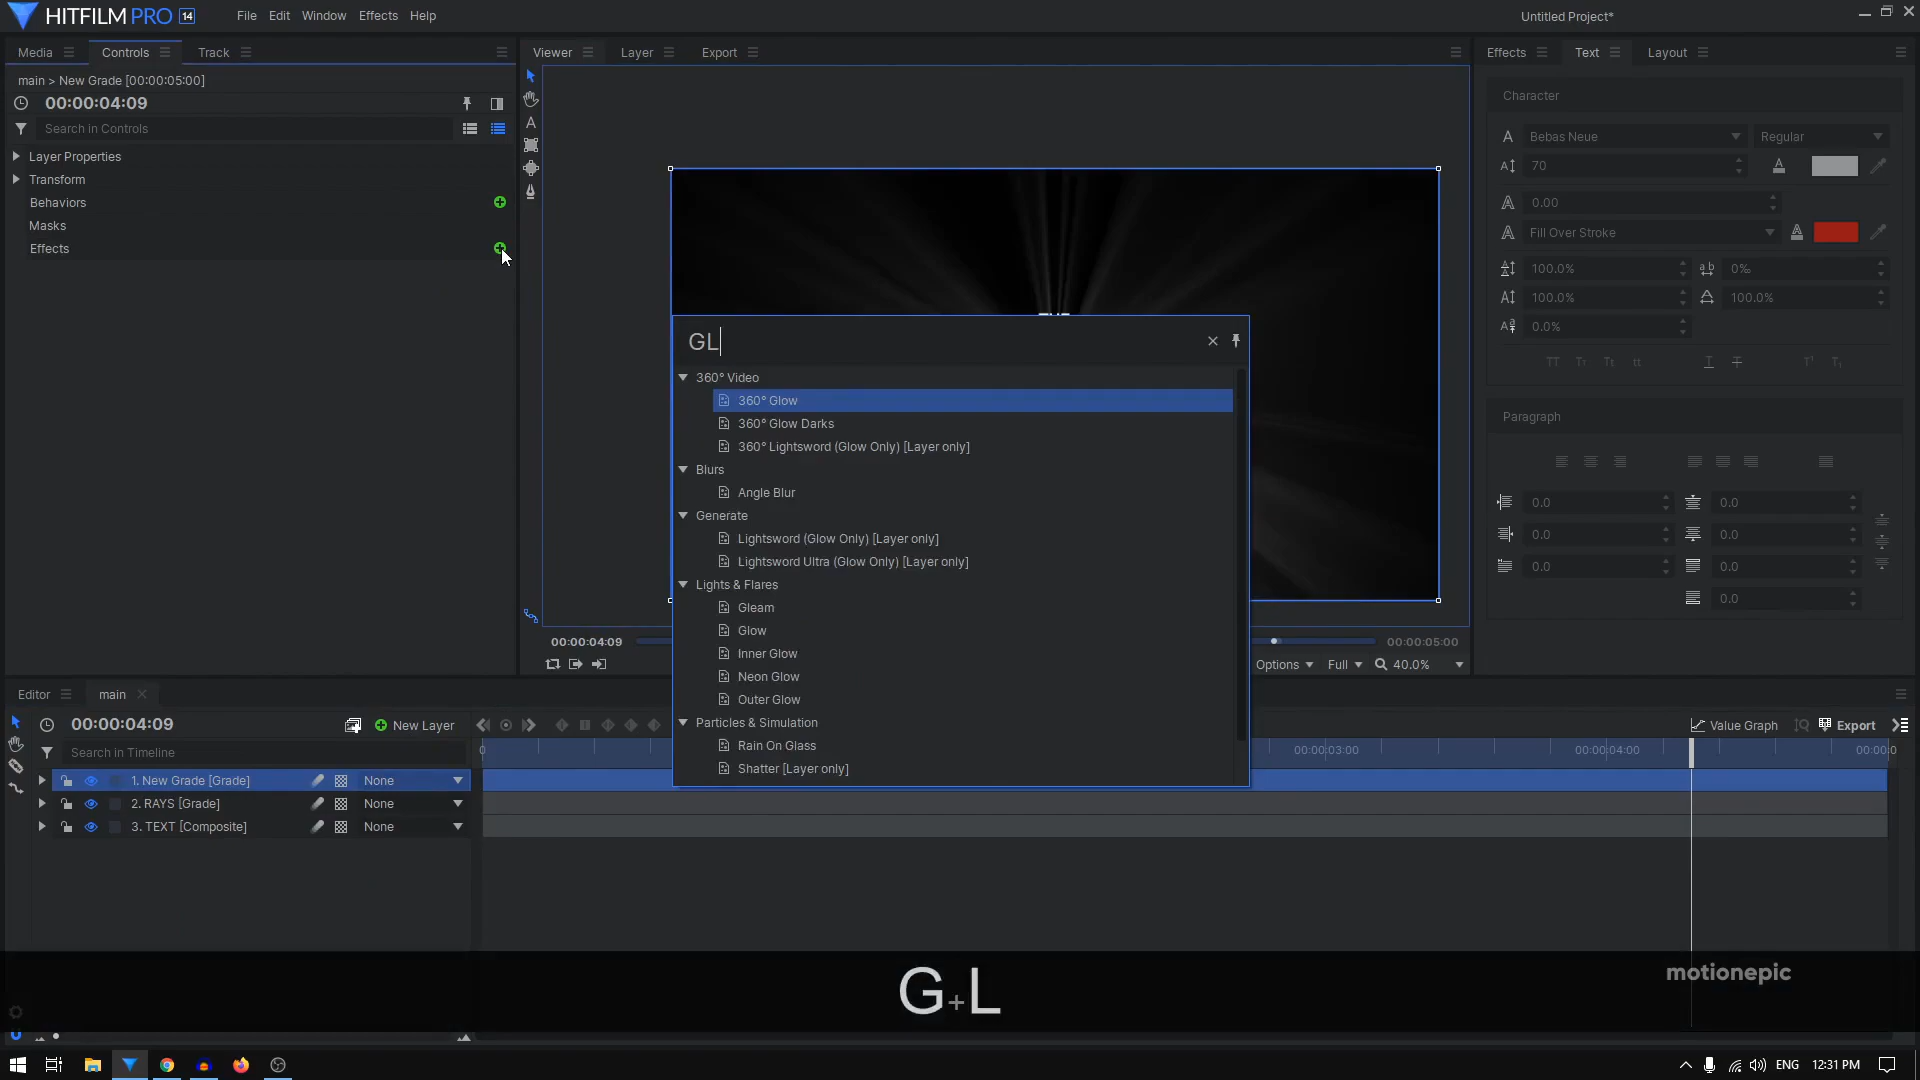 HITFILM PRO 14
File Edit Window Effects Help
Untitled Project*
Media Controls Track
Viewer Layer Export
Effects Text Layout
main > New Grade [00:00:05:00]
00:00:04:09
Search in Controls
Layer Properties
Transform
Behaviors
Masks
Effects
GL
360° Video
360° Glow
360° Glow Darks
360° Lightsword (Glow Only) [Layer only]
Blurs
Angle Blur
Generate
Lightsword (Glow Only) [Layer only]
Lightsword Ultra (Glow Only) [Layer only]
Lights & Flares
Gleam
Glow
Inner Glow
Neon Glow
Outer Glow
Particles & Simulation
Rain On Glass
Shatter [Layer only]
00:00:04:09
00:00:05:00
Options Full 40.0%
Character
Bebas Neue Regular
70
0.00
Fill Over Stroke
100.0% 0‰
100.0% 100.0%
0.0%
Paragraph
0.0 0.0
0.0 0.0
0.0 0.0
0.0
Editor main
00:00:04:09 New Layer
Value Graph Export
Search in Timeline
0 00:00:03:00 00:00:04:00 00:00:0
1. New Grade [Grade] None
2. RAYS [Grade] None
3. TEXT [Composite] None
G+L
motionepic
ENG 12:31 PM